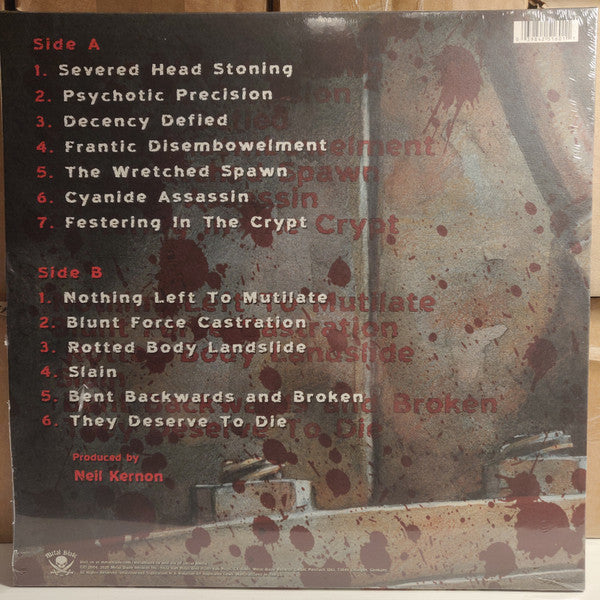 Side A
1. Severed Head Stoning
2. Psychotic Precision
3. Decency Defied
4. Frantic Disembowelment
5. The Wretched Spawn
6. Cyanide Assassin
7. Festering In The Crypt
Side B
1. Nothing Left To Mutilate
2. Blunt Force Castration
3. Rotted Body Landslide
4. Slain
5. Bent Backwards and Broken
6. They Deserve To Die
Produced by
Neil Kernon
Metal Blade